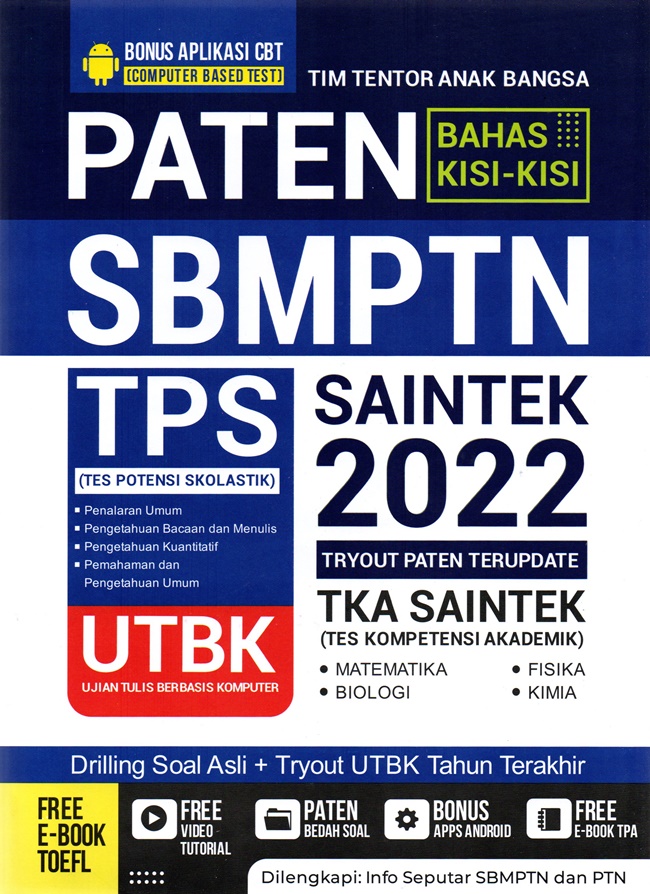 BONUS APLIKASI CBT
(COMPUTER BASED TEST)
TIM TENTOR ANAK BANGSA
PATEN
BAHAS
KISI-KISI
SBMPTN
TPS
(TES POTENSI SKOLASTIK)
Penalaran Umum
Pengetahuan Bacaan dan Menulis
Pengetahuan Kuantitatif
Pemahaman dan
Pengetahuan Umum
UTBK
UJIAN TULIS BERBASIS KOMPUTER
SAINTEK
2022
TRYOUT PATEN TERUPDATE
TKA SAINTEK
(TES KOMPETENSI AKADEMIK)
• MATEMATIKA
• BIOLOGI
• FISIKA
• KIMIA
Drilling Soal Asli + Tryout UTBK Tahun Terakhir
FREE
E-BOOK
TOEFL
FREE
VIDEO
TUTORIAL
PATEN
BEDAH SOAL
BONUS
APPS ANDROID
FREE
E-BOOK TPA
Dilengkapi: Info Seputar SBMPTN dan PTN